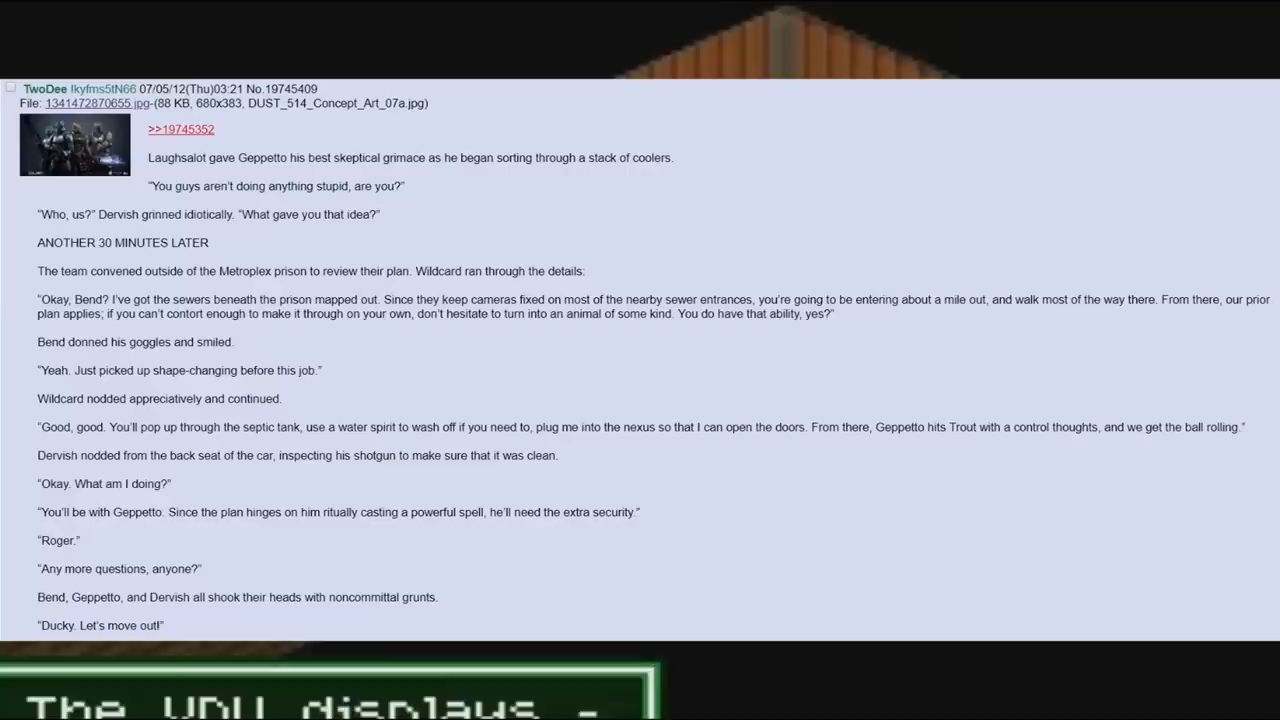 TwoDee !kyfms5tN66 07/05/12(Thu)03:21 No.19745409
File: 1341472870655.jpg-(88 KB, 680x383, DUST_514_Concept_Art_07a.jpg)
>>19745352
Laughsalot gave Geppetto his best skeptical grimace as he began sorting through a stack of coolers.
“You guys aren’t doing anything stupid, are you?”
“Who, us?” Dervish grinned idiotically. “What gave you that idea?”
ANOTHER 30 MINUTES LATER
The team convened outside of the Metroplex prison to review their plan. Wildcard ran through the details:
“Okay, Bend? I’ve got the sewers beneath the prison mapped out. Since they keep cameras fixed on most of the nearby sewer entrances, you’re going to be entering about a mile out, and walk most of the way there. From there, our prior
plan applies; if you can’t contort enough to make it through on your own, don’t hesitate to turn into an animal of some kind. You do have that ability, yes?”
Bend donned his goggles and smiled.
“Yeah. Just picked up shape-changing before this job.”
Wildcard nodded appreciatively and continued.
“Good, good. You’ll pop up through the septic tank, use a water spirit to wash off if you need to, plug me into the nexus so that I can open the doors. From there, Geppetto hits Trout with a control thoughts, and we get the ball rolling.”
Dervish nodded from the back seat of the car, inspecting his shotgun to make sure that it was clean.
“Okay. What am I doing?”
“You’ll be with Geppetto. Since the plan hinges on him ritually casting a powerful spell, he’ll need the extra security.”
“Roger.”
“Any more questions, anyone?”
Bend, Geppetto, and Dervish all shook their heads with noncommittal grunts.
“Ducky. Let’s move out!”
The VDU displays -